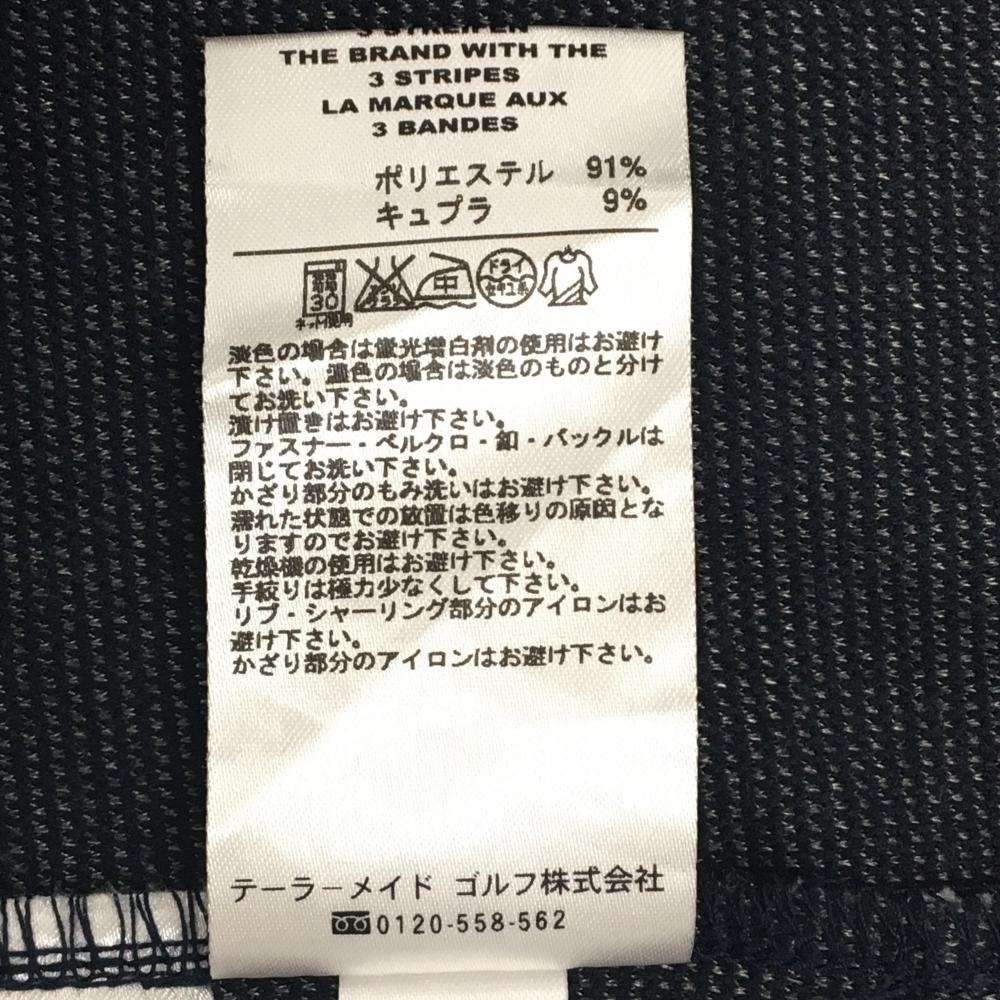 3 STREIFEN
THE BRAND WITH THE
3 STRIPES
LA MARQUE AUX
3 BANDES
ポリエステル 91%
キュプラ 9%
30
中
ドライ
ネット使用
淡色の場合は蛍光増白剤の使用はお避け
下さい。濃色の場合は淡色のものと分け
てお洗い下さい。
漬け置きはお避け下さい。
ファスナー・ベルクロ・釦・バックルは
閉じてお洗い下さい。
かざり部分のもみ洗いはお避け下さい。
濡れた状態での放置は色移りの原因とな
りますのでお避け下さい。
乾燥機の使用はお避け下さい。
手絞りは極力少なくして下さい。
リブ・シャーリング部分のアイロンはお
避け下さい。
かざり部分のアイロンはお避け下さい。
テーラーメイド ゴルフ株式会社
0120-558-562